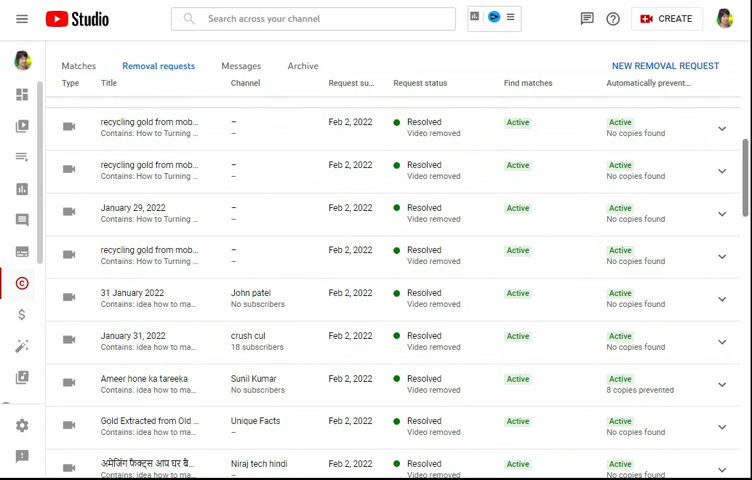 Studio
Search across your channel
CREATE
Matches Removal requests Messages Archive NEW REMOVAL REQUEST
Type Title Channel Request su... Request status Find matches Automatically prevent...
recycling gold from mob... – Feb 2, 2022 Resolved Active Active
Contains: How to Turning ... – Video removed No copies found
recycling gold from mob... – Feb 2, 2022 Resolved Active Active
Contains: How to Turning ... – Video removed No copies found
January 29, 2022 – Feb 2, 2022 Resolved Active Active
Contains: How to Turning ... – Video removed No copies found
recycling gold from mob... – Feb 2, 2022 Resolved Active Active
Contains: How to Turning ... – Video removed No copies found
31 January 2022 John patel Feb 2, 2022 Resolved Active Active
Contains: idea how to ma... No subscribers Video removed No copies found
January 31, 2022 crush cul Feb 2, 2022 Resolved Active Active
Contains: idea how to ma... 18 subscribers Video removed No copies found
Ameer hone ka tareeka Sunil Kumar Feb 2, 2022 Resolved Active Active
Contains: idea how to ma... No subscribers Video removed 8 copies prevented
Gold Extracted from Old ... Unique Facts Feb 2, 2022 Resolved Active Active
Contains: idea how to ma... – Video removed No copies found
अमेजिंग फैक्ट्स आप घर बै... Niraj tech hindi Feb 2, 2022 Resolved Active Active
Contains: idea how to ma... Video removed No copies found